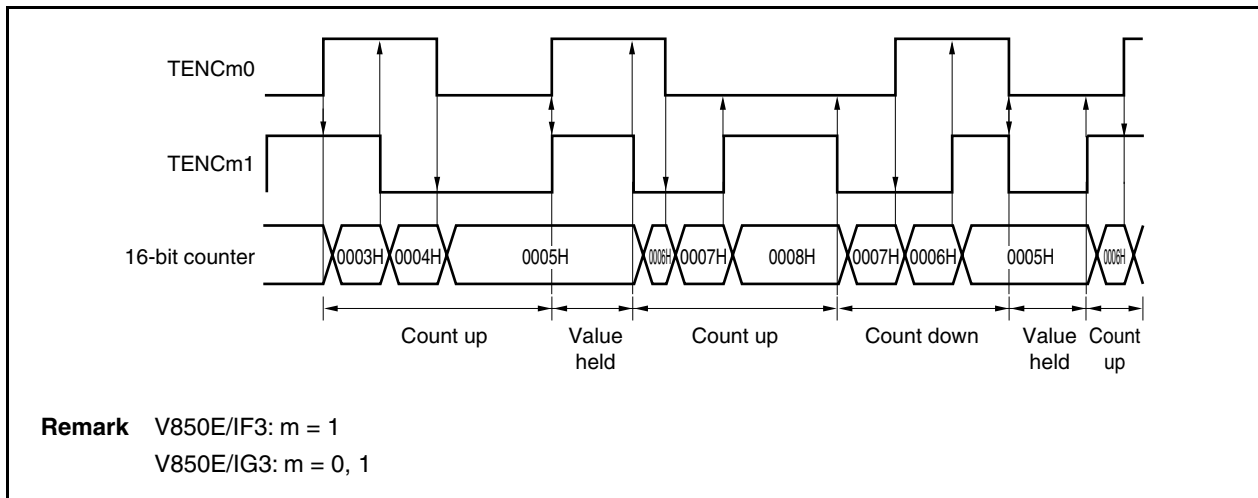 TENCm0
TENCm1
16-bit counter
0003H 0004H 0005H 0006H 0007H 0008H 0007H 0006H 0005H 0006H
Count up Value held Count up Count down Value held Count up
Remark V850E/IF3: m = 1
V850E/IG3: m = 0, 1